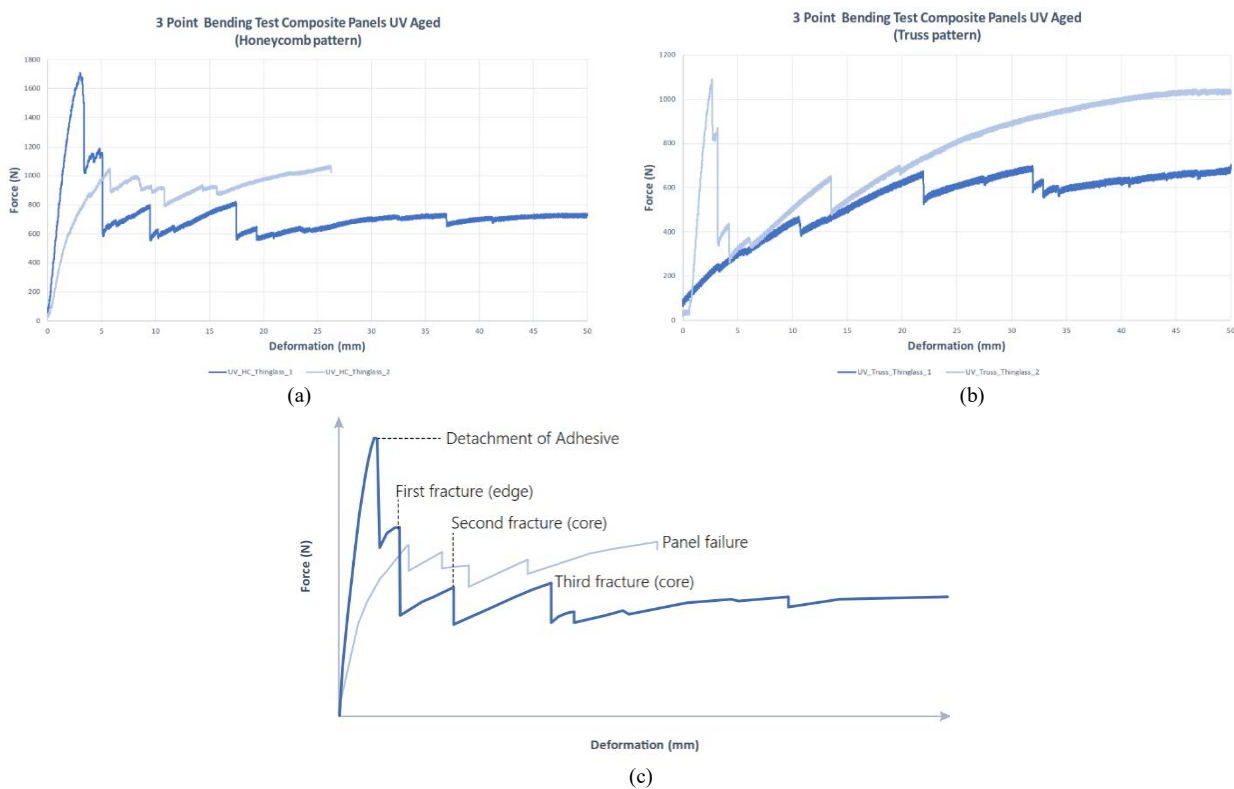 3 Point Bending Test Composite Panels UV Aged
(Honeycomb pattern)
1800
1600
1400
1200
1000
800
600
400
200
0
Force (N)
0 5 10 15 20 25 30 35 40 45 50
Deformation (mm)
UV_HC_Thinglass_1 UV_HC_Thinglass_2
(a)
3 Point Bending Test Composite Panels UV Aged
(Truss pattern)
1200
1000
800
600
400
200
0
Force (N)
0 5 10 15 20 25 30 35 40 45 50
Deformation (mm)
UV_Truss_Thinglass_1 UV_Truss_Thinglass_2
(b)
Detachment of Adhesive
First fracture (edge)
Second fracture (core)
Panel failure
Third fracture (core)
Force (N)
Deformation (mm)
(c)